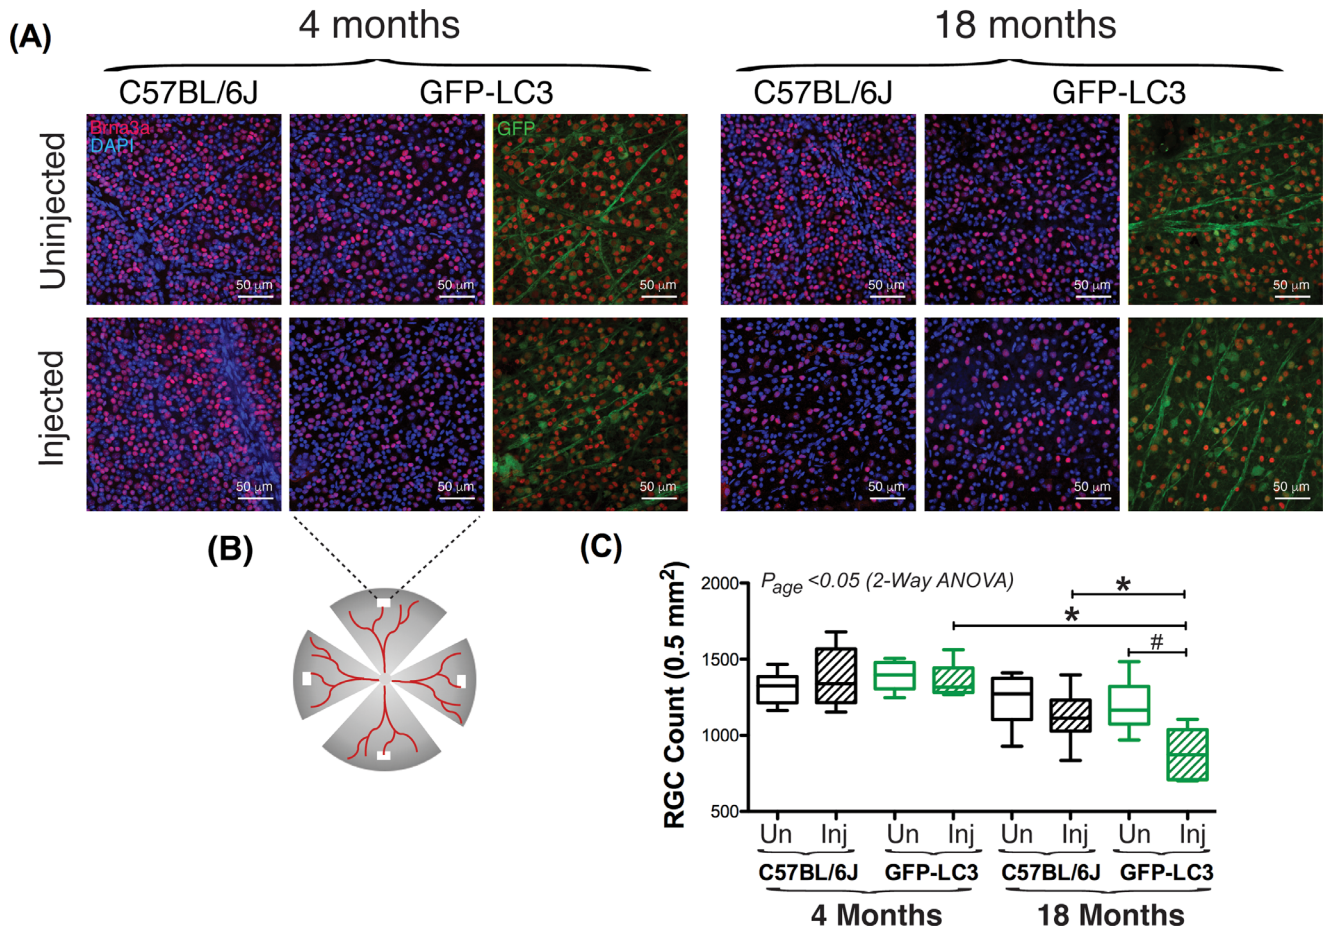 (A)
4 months
18 months
C57BL/6J
GFP-LC3
C57BL/6J
GFP-LC3
Uninjected
Brna3a
DAPI
GFP
50 µm
50 µm
50 µm
50 µm
50 µm
50 µm
Injected
50 µm
50 µm
50 µm
50 µm
50 µm
50 µm
(B)
(C)
RGC Count (0.5 mm²)
P age <0.05 (2-Way ANOVA)
2000
1500
1000
500
*
*
#
Un Inj Un Inj Un Inj Un Inj
C57BL/6J GFP-LC3 C57BL/6J GFP-LC3
4 Months 18 Months